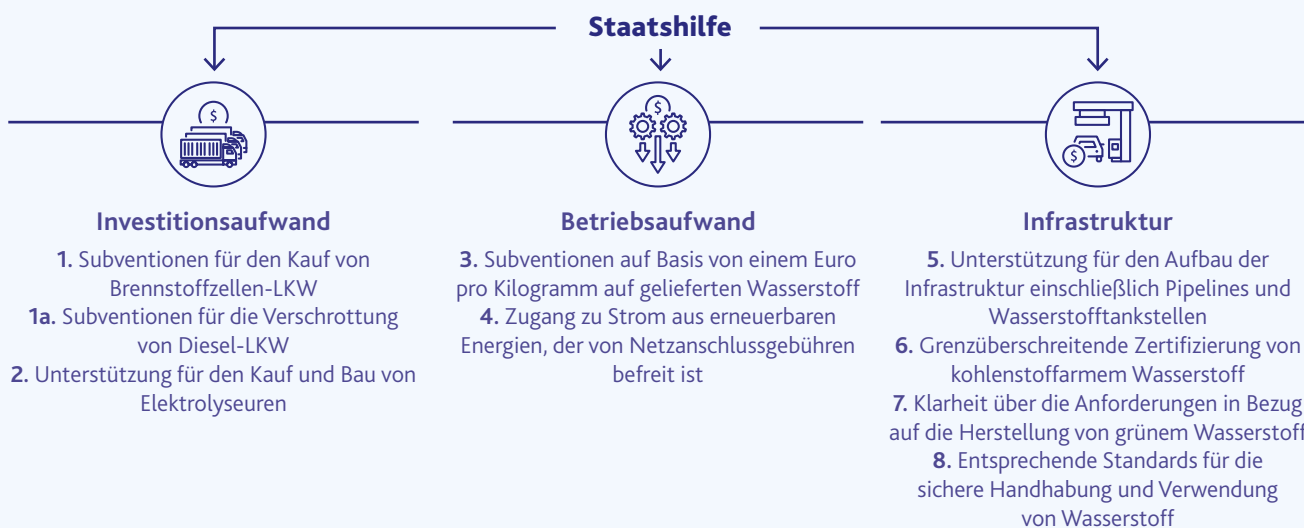 Staatshilfe
Investitionsaufwand
1. Subventionen für den Kauf von
Brennstoffzellen-LKW
1a. Subventionen für die Verschrottung
von Diesel-LKW
2. Unterstützung für den Kauf und Bau von
Elektrolyseuren
Betriebsaufwand
3. Subventionen auf Basis von einem Euro
pro Kilogramm auf gelieferten Wasserstoff
4. Zugang zu Strom aus erneuerbaren
Energien, der von Netzanschlussgebühren
befreit ist
Infrastruktur
5. Unterstützung für den Aufbau der
Infrastruktur einschließlich Pipelines und
Wasserstofftankstellen
6. Grenzüberschreitende Zertifizierung von
kohlenstoffarmem Wasserstoff
7. Klarheit über die Anforderungen in Bezug
auf die Herstellung von grünem Wasserstoff
8. Entsprechende Standards für die
sichere Handhabung und Verwendung
von Wasserstoff